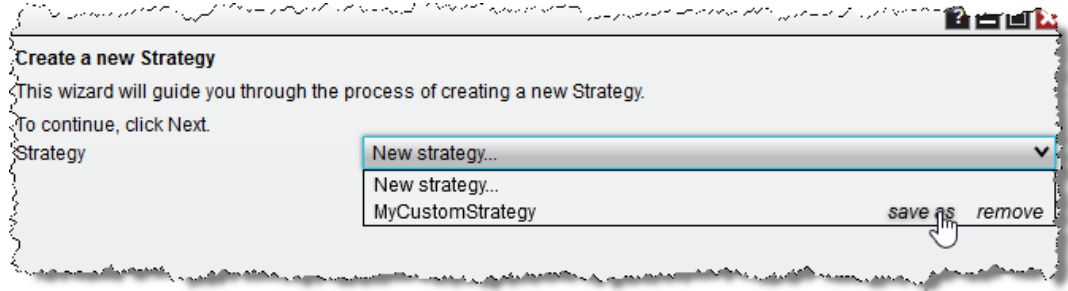 ?
Create a new Strategy
This wizard will guide you through the process of creating a new Strategy.
To continue, click Next.
Strategy New strategy...
New strategy...
MyCustomStrategy save as remove